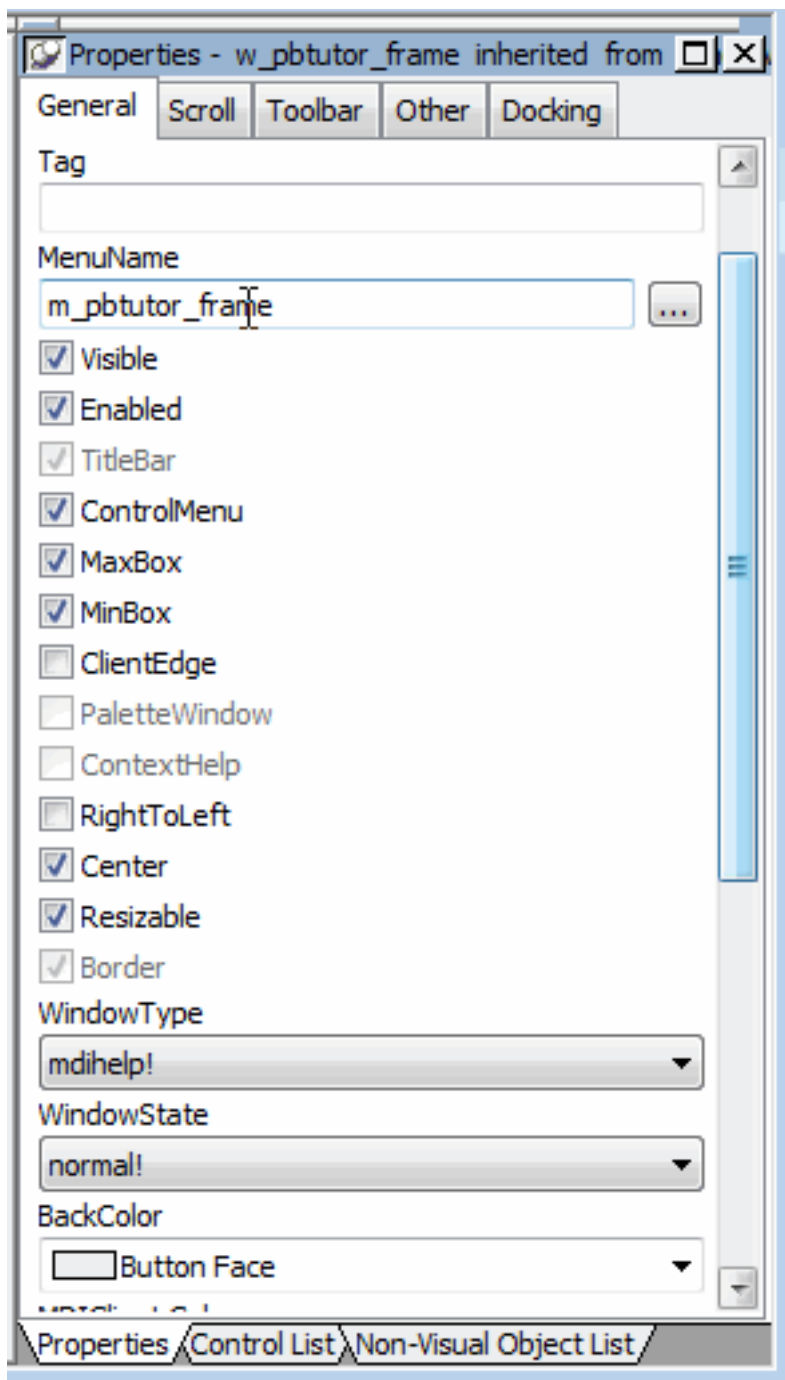 Properties - w_pbtutor_frame inherited from
General Scroll Toolbar Other Docking
Tag
MenuName
m_pbtutor_frame ...
Visible
Enabled
TitleBar
ControlMenu
MaxBox
MinBox
ClientEdge
PaletteWindow
ContextHelp
RightToLeft
Center
Resizable
Border
WindowType
mdihelp!
WindowState
normal!
BackColor
Button Face
Properties Control List Non-Visual Object List